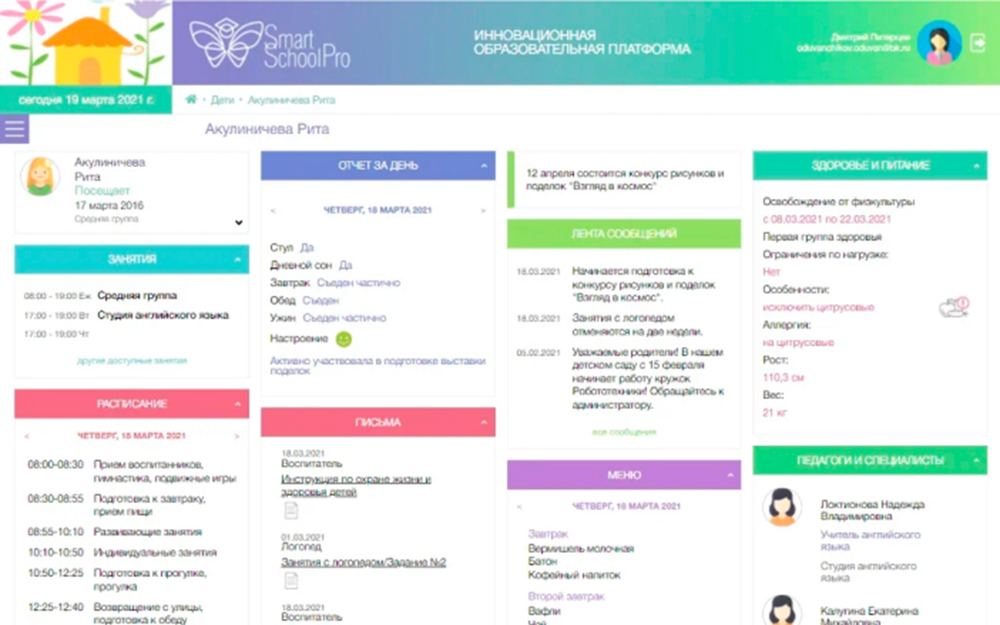 Smart
SchoolPro
ИННОВАЦИОННАЯ
ОБРАЗОВАТЕЛЬНАЯ ПЛАТФОРМА
Дмитрий Питерцев
oduvanchikov.oduvan@bk.ru
сегодня 19 марта 2021 г.
Дети • Акулиничева Рита
Акулиничева Рита
Акулиничева
Рита
Посещает
17 марта 2016
Средняя группа
ЗАНЯТИЯ
08:00 - 19:00 Еж Средняя группа
17:00 - 19:00 Вт Студия английского языка
17:00 - 19:00 Чт
другие доступные занятия
РАСПИСАНИЕ
< ЧЕТВЕРГ, 18 МАРТА 2021 >
08:00-08:30 Прием воспитанников,
гимнастика, подвижные игры
08:30-08:55 Подготовка к завтраку,
прием пищи
08:55-10:10 Развивающие занятия
10:10-10:50 Индивидуальные занятия
10:50-12:25 Подготовка к прогулке,
прогулка
12:25-12:40 Возвращение с улицы,
подготовка к обеду
ОТЧЕТ ЗА ДЕНЬ
< ЧЕТВЕРГ, 18 МАРТА 2021 >
Стул Да
Дневной сон Да
Завтрак Съеден частично
Обед Съеден
Ужин Съеден частично
Настроение
Активно участвовала в подготовке выставки
поделок
ПИСЬМА
18.03.2021
Воспитатель
Инструкция по охране жизни и
здоровья детей
01.03.2021
Логопед
Занятия с логопедом/Задание №2
18.03.2021
Воспитатель
12 апреля состоится конкурс рисунков и
поделок "Взгляд в космос"
ЛЕНТА СООБЩЕНИЙ
18.03.2021 Начинается подготовка к
конкурсу рисунков и поделок
"Взгляд в космос".
18.03.2021 Занятия с логопедом
отменяются на две недели.
05.02.2021 Уважаемые родители! В нашем
детском саду с 15 февраля
начинает работу кружок
Робототехники! Обращайтесь к
администратору.
все сообщения
МЕНЮ
< ЧЕТВЕРГ, 18 МАРТА 2021
Завтрак
Вермишель молочная
Батон
Кофейный напиток
Второй завтрак
Вафли
Чай
ЗДОРОВЬЕ И ПИТАНИЕ
Освобождение от физкультуры
с 08.03.2021 по 22.03.2021
Первая группа здоровья
Ограничения по нагрузке:
Нет
Особенности:
исключить цитрусовые
Аллергия:
на цитрусовые
Рост:
110,3 см
Вес:
21 кг
ПЕДАГОГИ И СПЕЦИАЛИСТЫ
Локтионова Надежда
Владимировна
Учитель английского
языка
Студия английского
языка
Калугина Екатерина
Михайловна